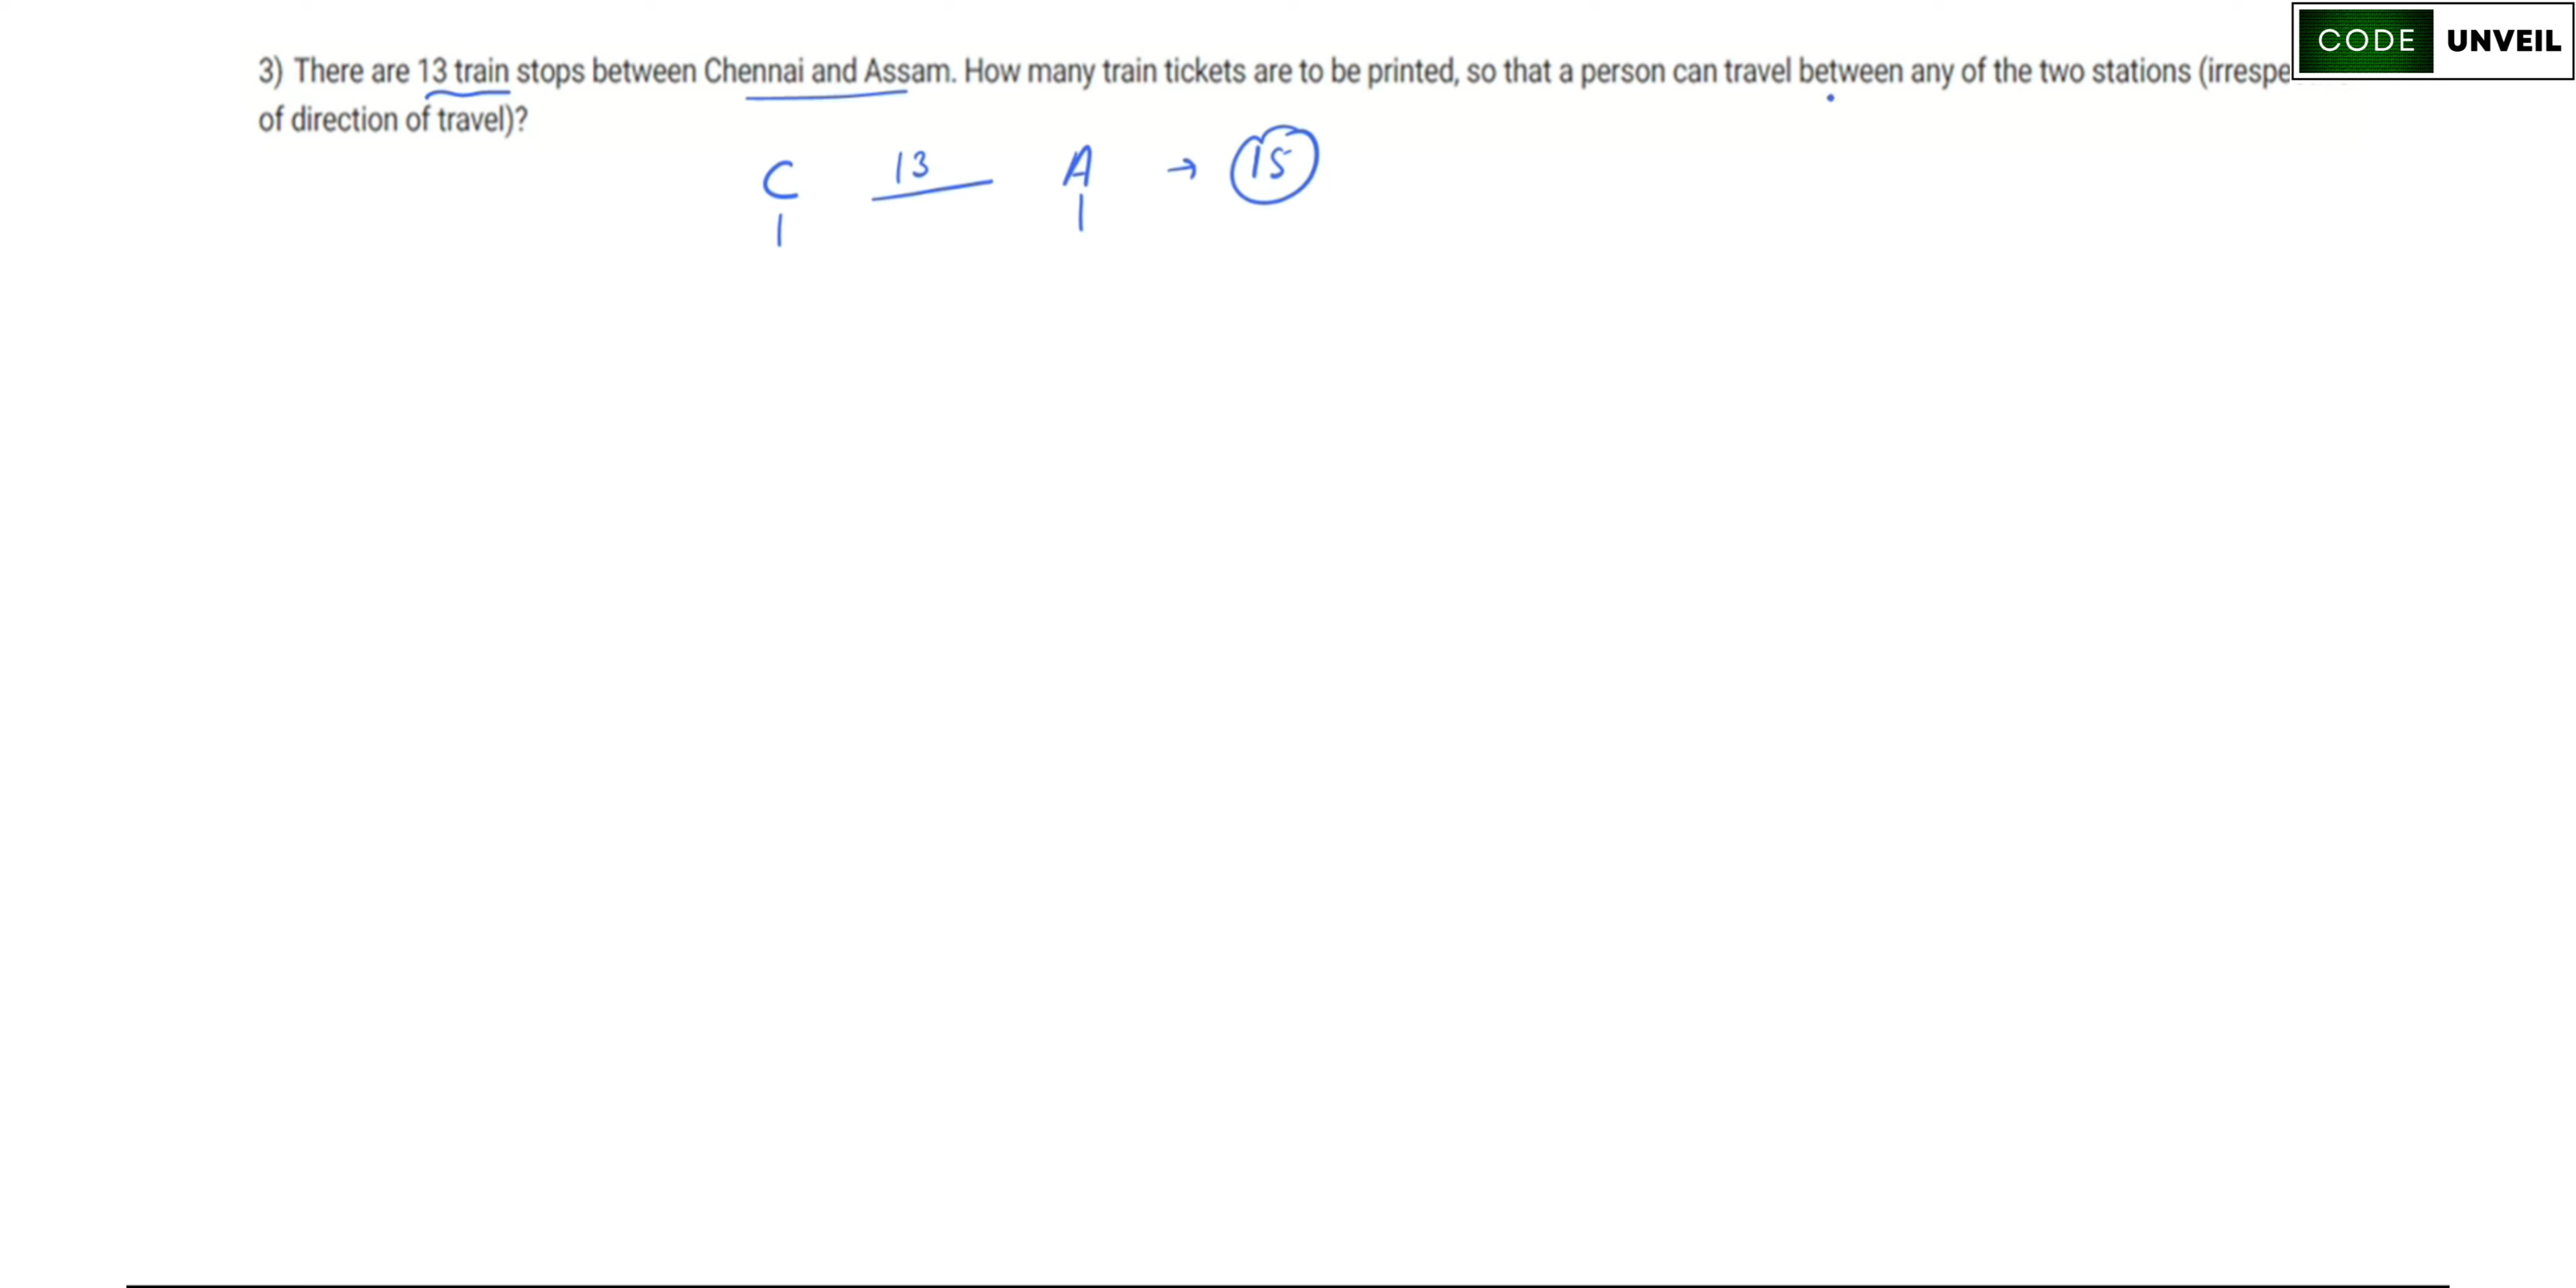 CODE UNVEIL
3) There are 13 train stops between Chennai and Assam. How many train tickets are to be printed, so that a person can travel between any of the two stations (irrespe
of direction of travel)?
C 13 A → 15
| |